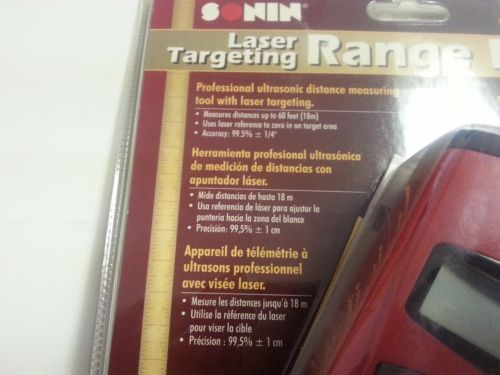 SONIN
Laser
Targeting Range
Professional ultrasonic distance measuring
tool with laser targeting.
• Measures distances up to 60 feet (18m)
• Uses laser reference to zero in on target area
• Accuracy: 99.5% ± 1/4"
Herramienta profesional ultrasónica
de medición de distancias con
apuntador láser.
• Mide distancias de hasta 18 m
• Usa referencia de láser para ajustar la
puntería hacia la zona del blanco
• Precisión: 99,5% ± 1 cm
Appareil de télémétrie à
ultrasons professionnel
avec visée laser.
• Mesure les distances jusqu'à 18 m
• Utilise la référence du laser
pour viser la cible
• Précision : 99,5% ± 1 cm